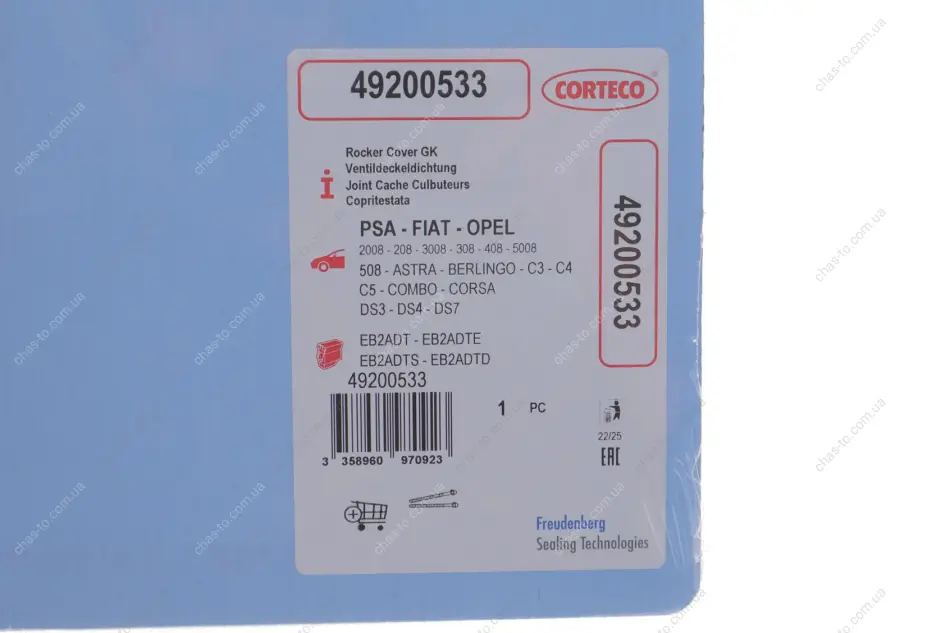 49200533
CORTECO
Rocker Cover GK
Ventildeckeldichtung
Joint Cache Culbuteurs
Copritestata
PSA - FIAT - OPEL
2008 - 208 - 3008 - 308 - 408 - 5008
508 - ASTRA - BERLINGO - C3 - C4
C5 - COMBO - CORSA
DS3 - DS4 - DS7
EB2ADT - EB2ADTE
EB2ADTS - EB2ADTD
49200533
49200533
3 358960 970923
1 PC
22/25
EAC
Freudenberg
Sealing Technologies
chas-to.com.ua